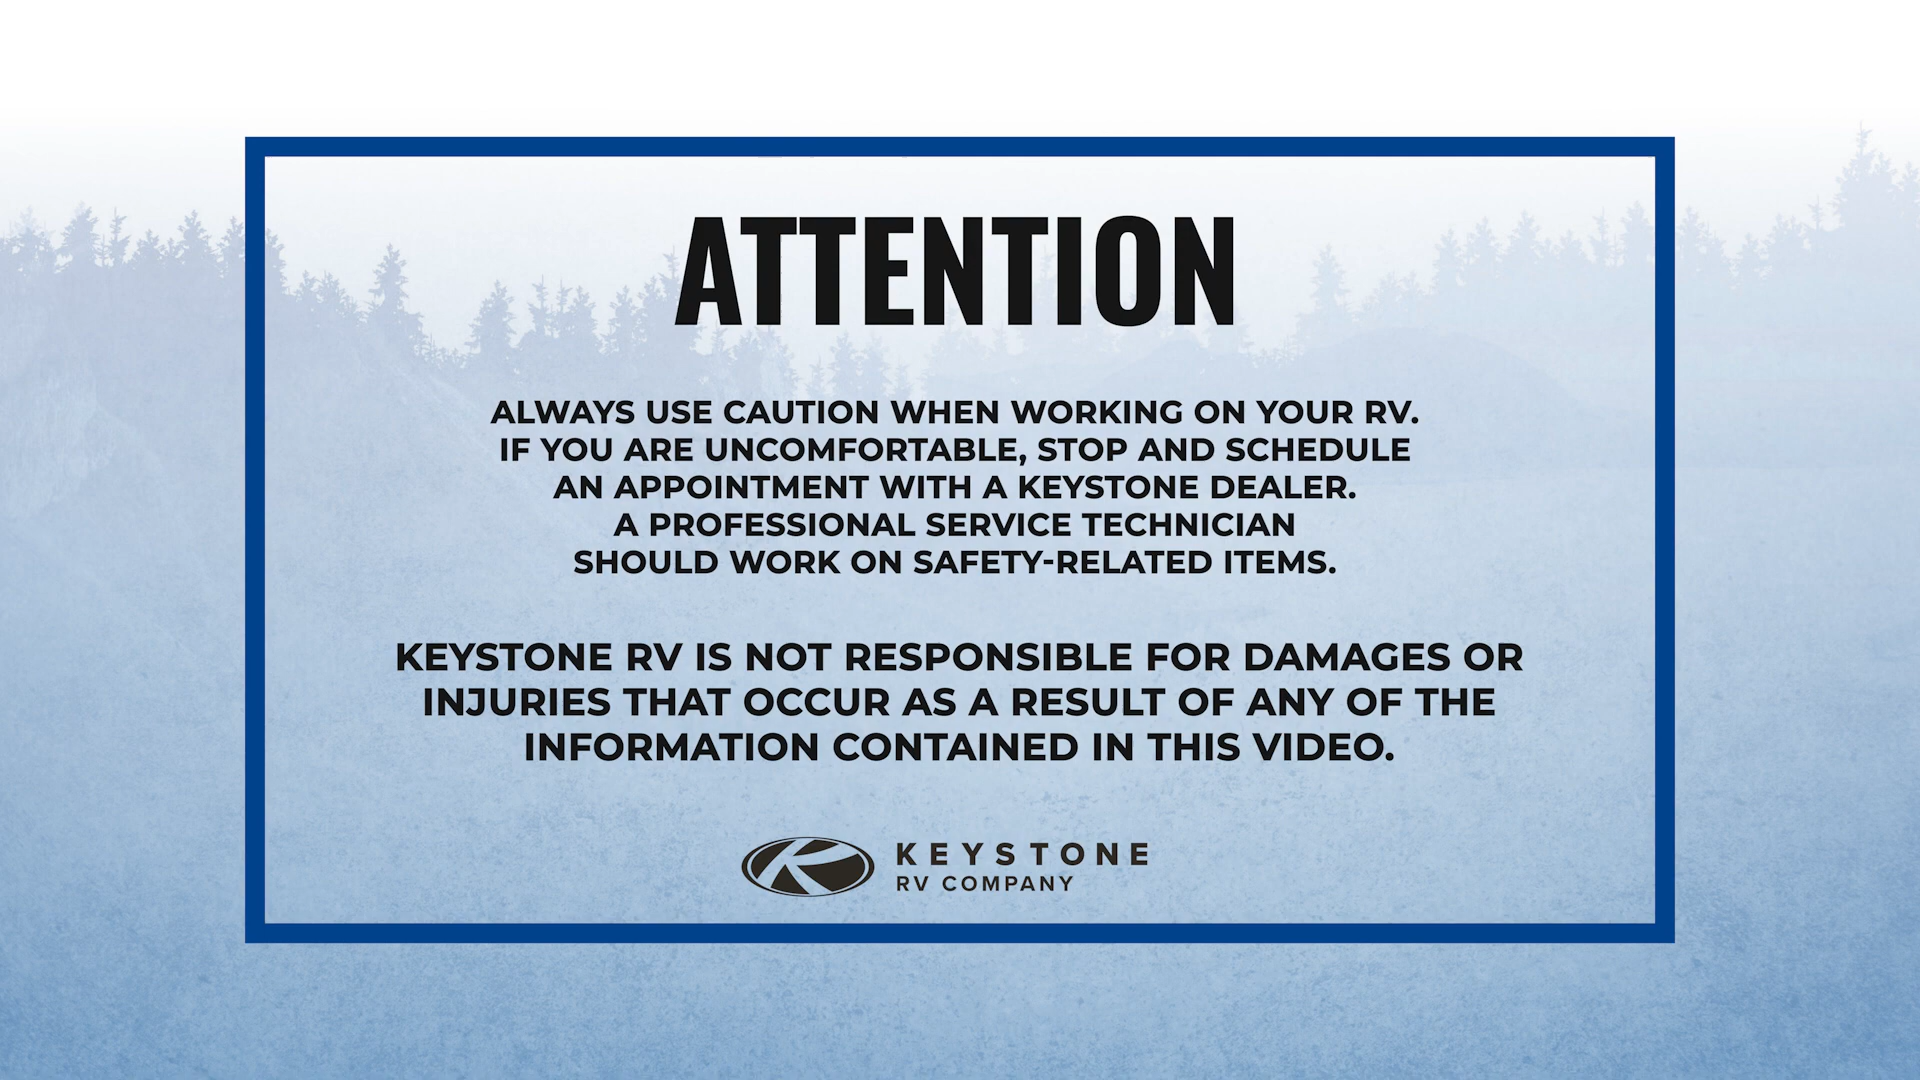 ATTENTION
ALWAYS USE CAUTION WHEN WORKING ON YOUR RV.
IF YOU ARE UNCOMFORTABLE, STOP AND SCHEDULE
AN APPOINTMENT WITH A KEYSTONE DEALER.
A PROFESSIONAL SERVICE TECHNICIAN
SHOULD WORK ON SAFETY-RELATED ITEMS.
KEYSTONE RV IS NOT RESPONSIBLE FOR DAMAGES OR
INJURIES THAT OCCUR AS A RESULT OF ANY OF THE
INFORMATION CONTAINED IN THIS VIDEO.
KEYSTONE
RV COMPANY